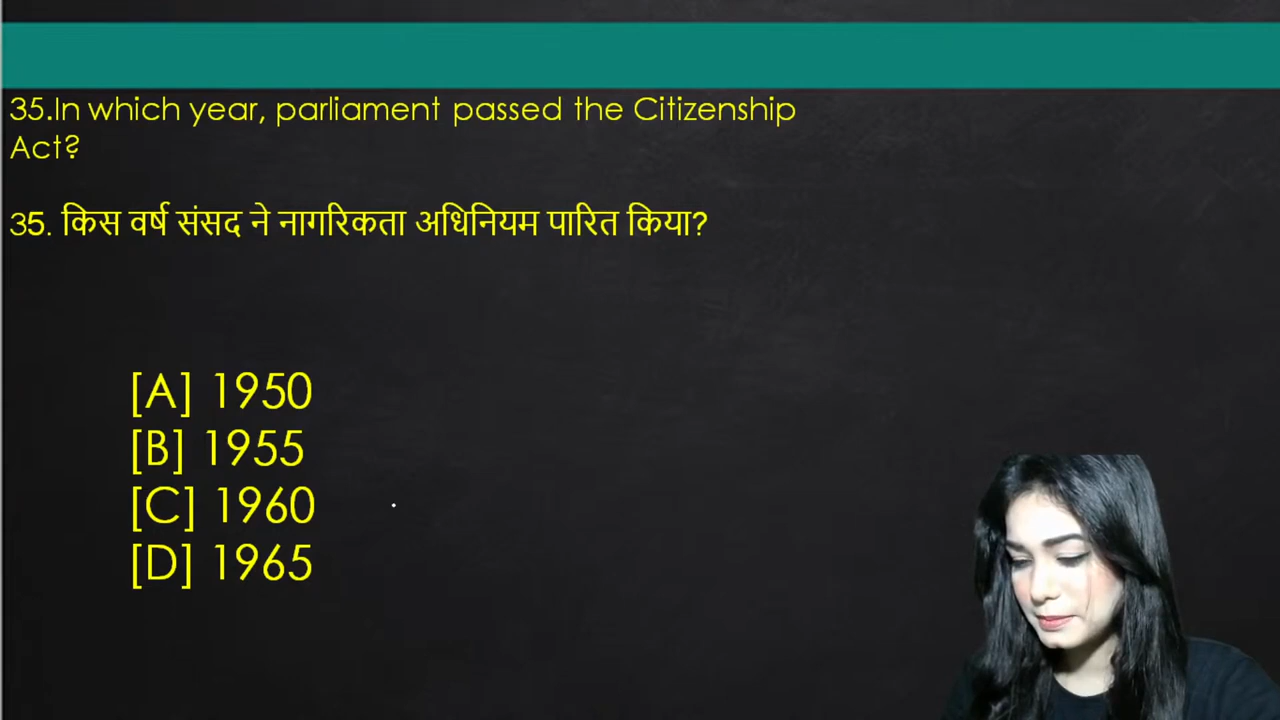 35.In which year, parliament passed the Citizenship
Act?
35. किस वर्ष संसद ने नागरिकता अधिनियम पारित किया?
[A] 1950
[B] 1955
[C] 1960
[D] 1965